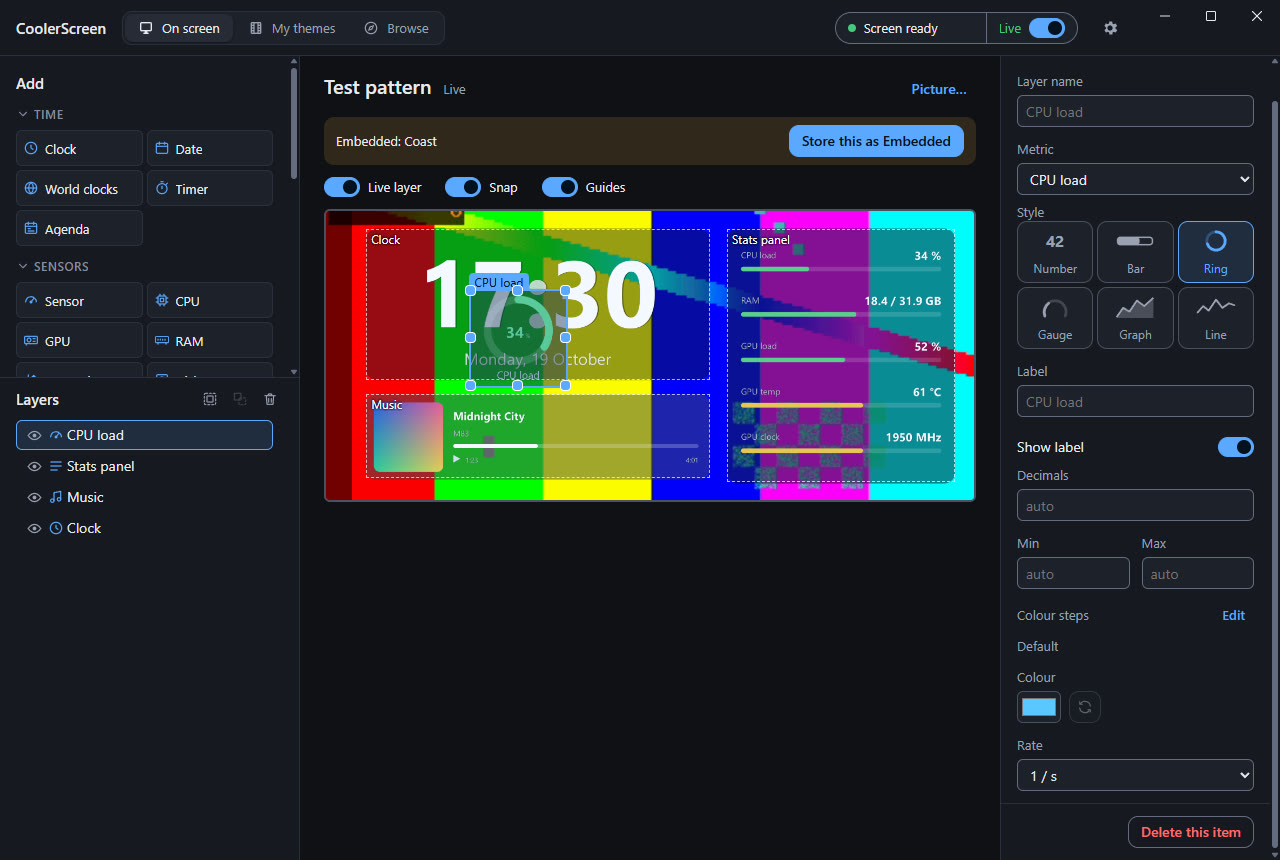 CoolerScreen
On screen
My themes
Browse
Screen ready
Live
Add
TIME
Clock
Date
World clocks
Timer
Agenda
SENSORS
Sensor
CPU
GPU
RAM
Layers
CPU load
Stats panel
Music
Clock
Test pattern
Live
Picture...
Embedded: Coast
Store this as Embedded
Live layer
Snap
Guides
Clock
17:30
CPU load
34 %
Monday, 19 October
CPU load
Music
Midnight City
M83
1:23
4:01
Stats panel
CPU load
34 %
RAM
18.4 / 31.9 GB
GPU load
52 %
GPU temp
61 °C
GPU clock
1950 MHz
Layer name
CPU load
Metric
CPU load
Style
42
Number
Bar
Ring
Gauge
Graph
Line
Label
CPU load
Show label
Decimals
auto
Min
Max
auto
auto
Colour steps
Edit
Default
Colour
Rate
1 / s
Delete this item